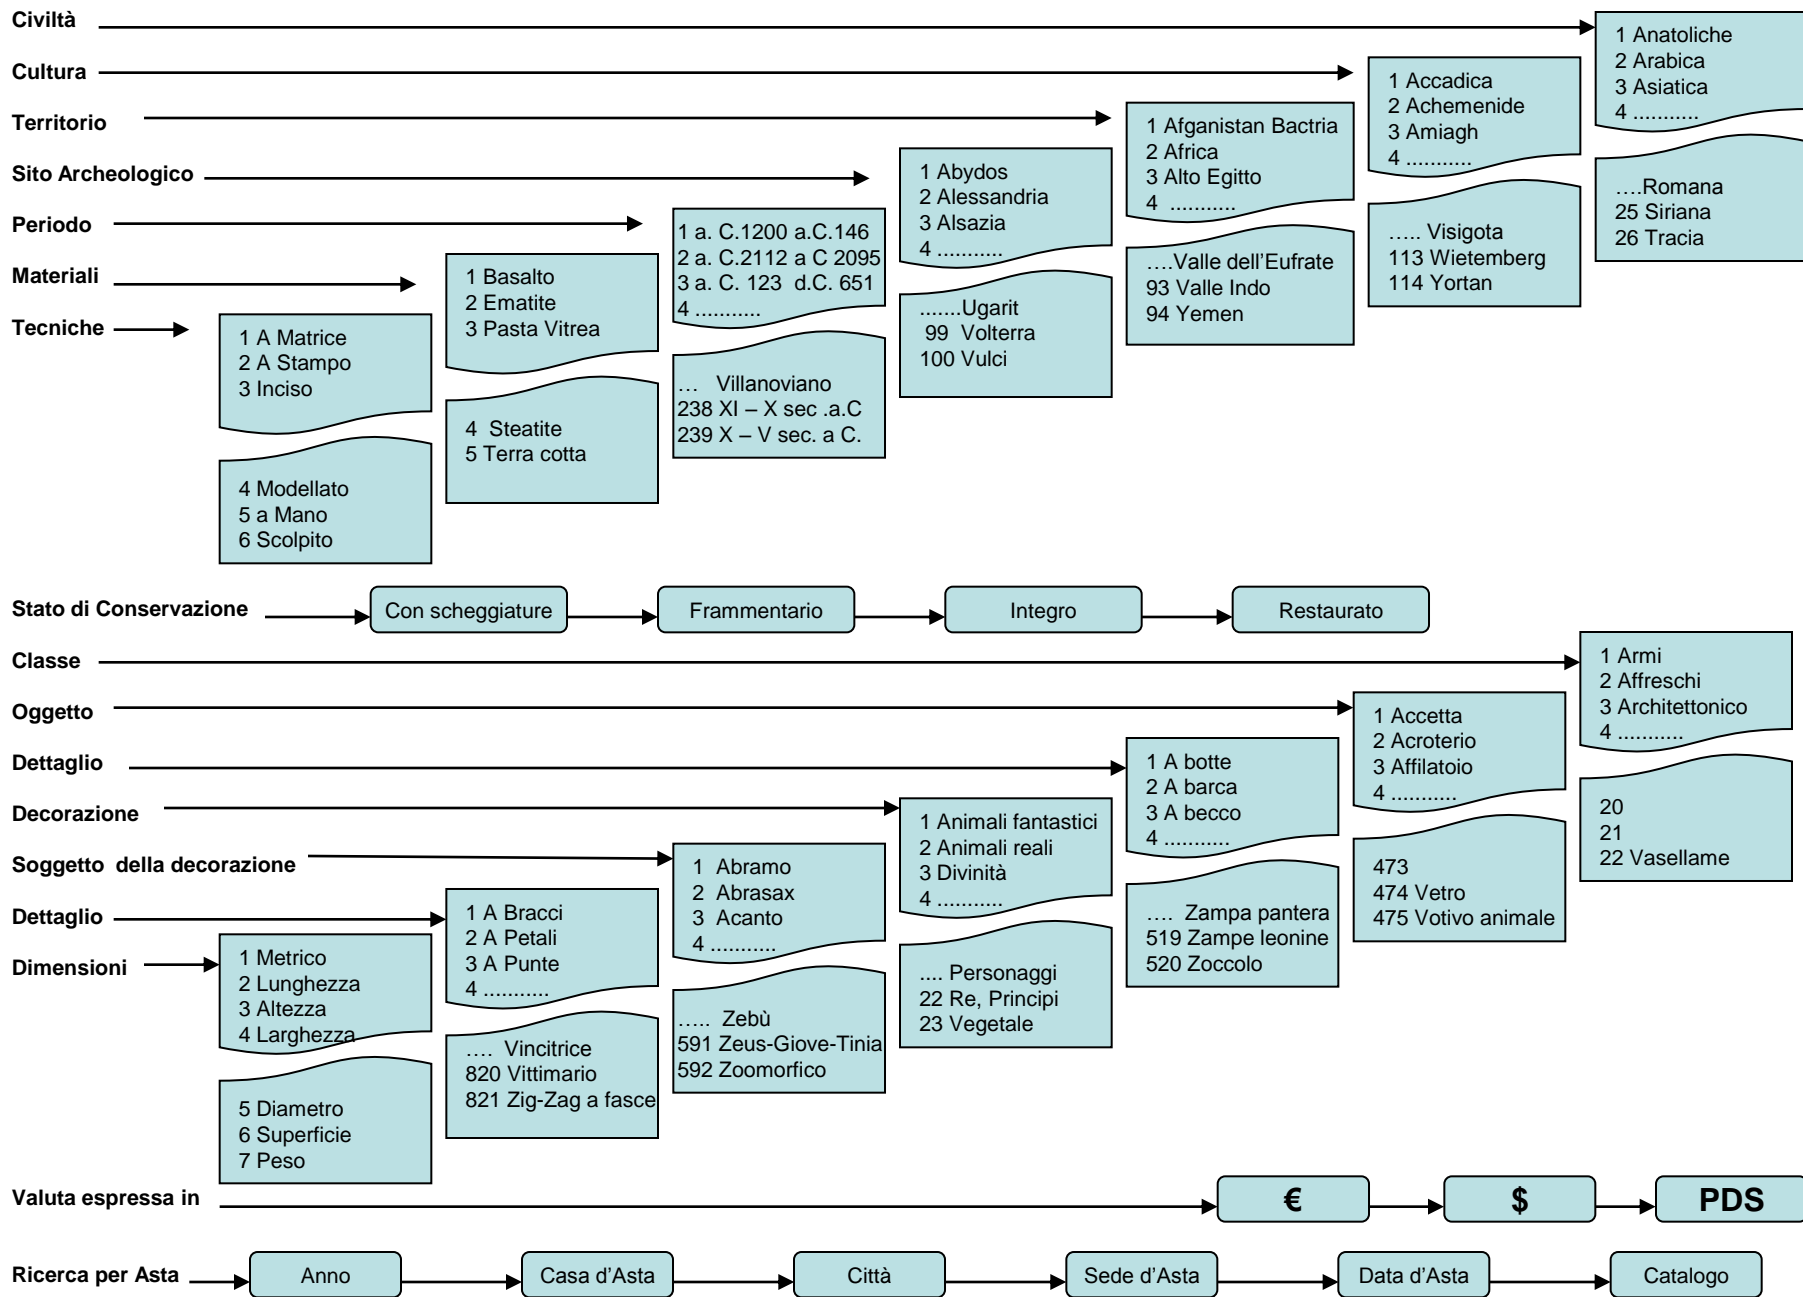 Civiltà
Cultura
Territorio
Sito Archeologico
Periodo
Materiali
Tecniche
1 A Matrice
2 A Stampo
3 Inciso
4 Modellato
5 a Mano
6 Scolpito
1 Basalto
2 Ematite
3 Pasta Vitrea
4 Steatite
5 Terra cotta
1 a. C.1200 a.C.146
2 a. C.2112 a C 2095
3 a. C. 123 d.C. 651
4 ...........
... Villanoviano
238 XI – X sec .a.C
239 X – V sec. a C.
1 Abydos
2 Alessandria
3 Alsazia
4 ...........
.......Ugarit
99 Volterra
100 Vulci
1 Afganistan Bactria
2 Africa
3 Alto Egitto
4 ...........
....Valle dell'Eufrate
93 Valle Indo
94 Yemen
1 Accadica
2 Achemenide
3 Amiagh
4 ...........
..... Visigota
113 Wietemberg
114 Yortan
1 Anatoliche
2 Arabica
3 Asiatica
4 ...........
....Romana
25 Siriana
26 Tracia
Stato di Conservazione
Con scheggiature
Frammentario
Integro
Restaurato
Classe
Oggetto
Dettaglio
Decorazione
Soggetto della decorazione
Dettaglio
Dimensioni
1 Metrico
2 Lunghezza
3 Altezza
4 Larghezza
5 Diametro
6 Superficie
7 Peso
1 A Bracci
2 A Petali
3 A Punte
4 ...........
.... Vincitrice
820 Vittimario
821 Zig-Zag a fasce
1 Abramo
2 Abrasax
3 Acanto
4 ...........
..... Zebù
591 Zeus-Giove-Tinia
592 Zoomorfico
1 Animali fantastici
2 Animali reali
3 Divinità
4 ...........
.... Personaggi
22 Re, Principi
23 Vegetale
1 A botte
2 A barca
3 A becco
4 ...........
.... Zampa pantera
519 Zampe leonine
520 Zoccolo
1 Accetta
2 Acroterio
3 Affilatoio
4 ...........
473
474 Vetro
475 Votivo animale
1 Armi
2 Affreschi
3 Architettonico
4 ...........
20
21
22 Vasellame
Valuta espressa in
€
$
PDS
Ricerca per Asta
Anno
Casa d'Asta
Città
Sede d'Asta
Data d'Asta
Catalogo